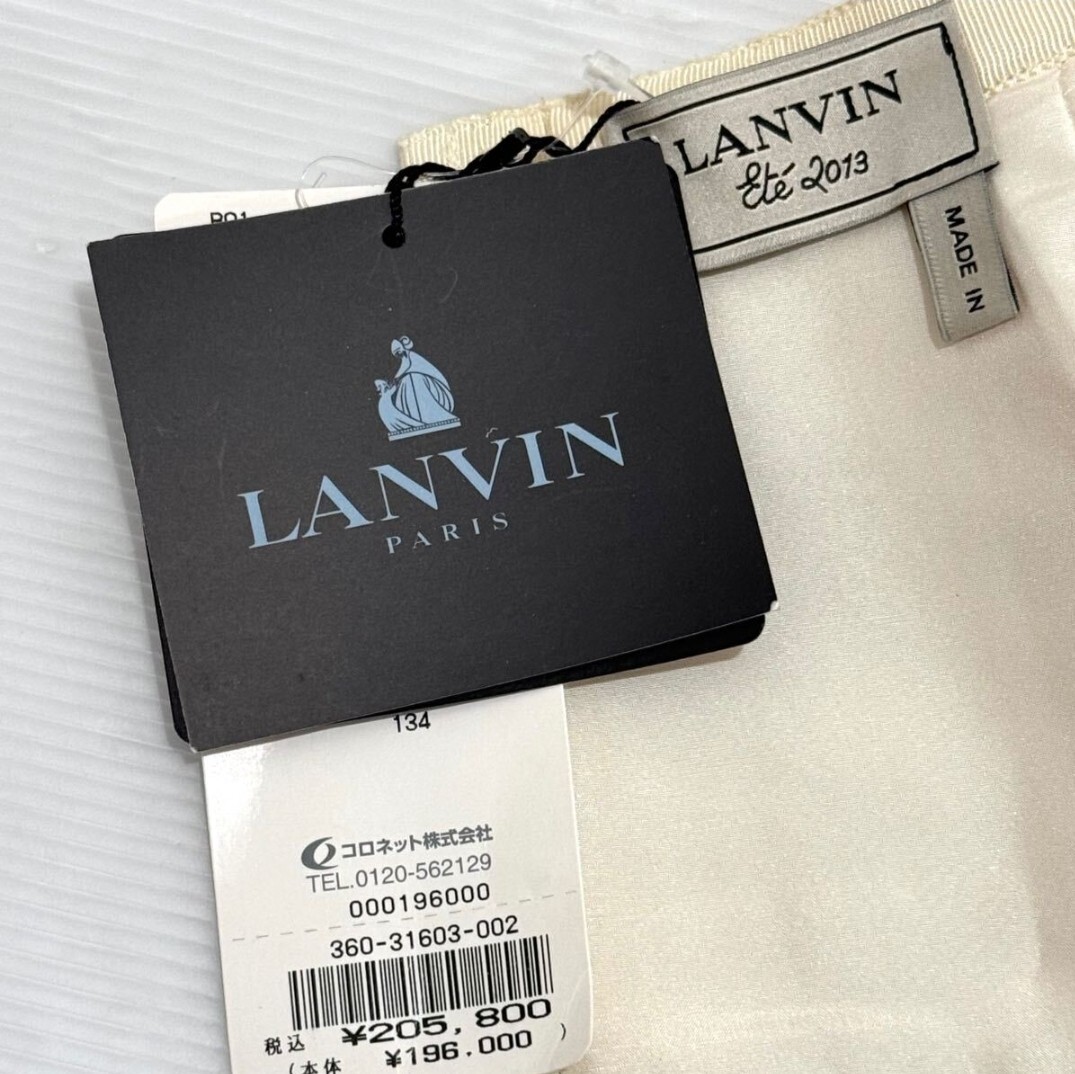 LANVIN
Eté 2013
MADE IN
LANVIN
PARIS
134
コロネット株式会社
TEL.0120-562129
000196000
360-31603-002
税込 ¥205,800
(本体 ¥196,000 )